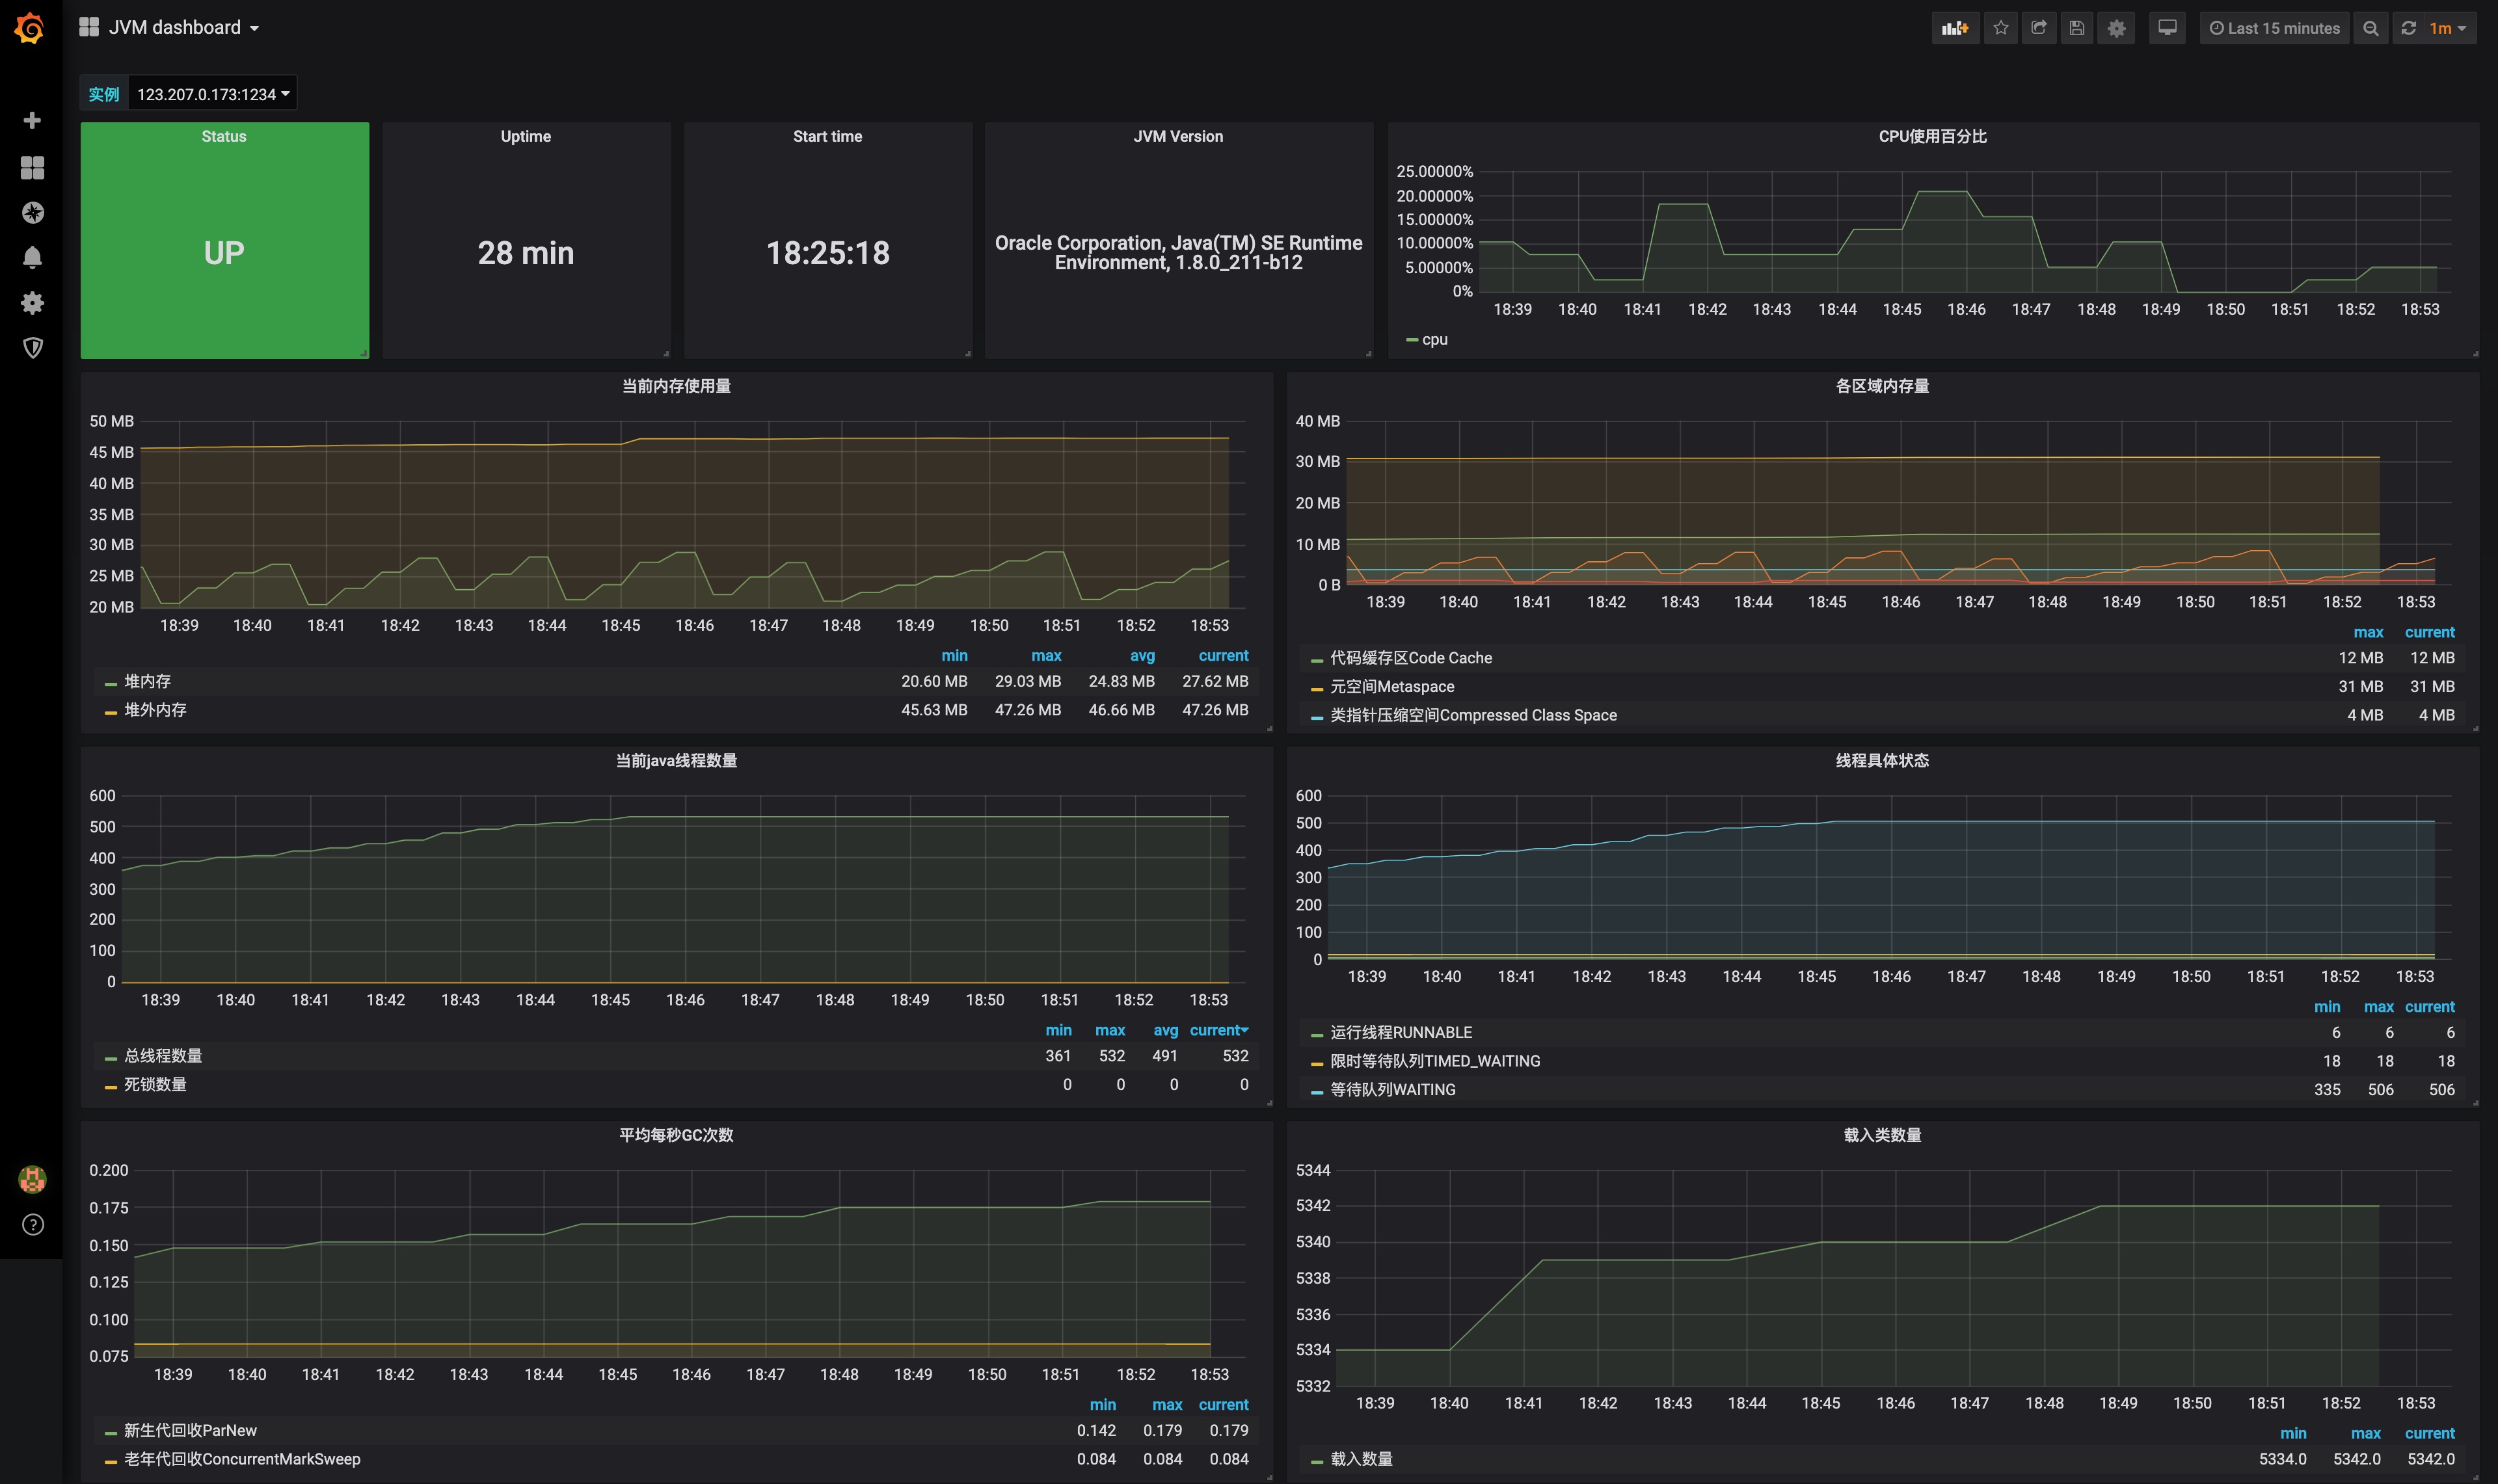 JVM dashboard
Last 15 minutes
1m
实例 123.207.0.173:1234
Status
UP
Uptime
28 min
Start time
18:25:18
JVM Version
Oracle Corporation, Java(TM) SE Runtime
Environment, 1.8.0_211-b12
CPU使用百分比
25.00000%
20.00000%
15.00000%
10.00000%
5.00000%
0%
18:39 18:40 18:41 18:42 18:43 18:44 18:45 18:46 18:47 18:48 18:49 18:50 18:51 18:52 18:53
cpu
当前内存使用量
50 MB
45 MB
40 MB
35 MB
30 MB
25 MB
20 MB
18:39 18:40 18:41 18:42 18:43 18:44 18:45 18:46 18:47 18:48 18:49 18:50 18:51 18:52 18:53
min max avg current
堆内存 20.60 MB 29.03 MB 24.83 MB 27.62 MB
堆外内存 45.63 MB 47.26 MB 46.66 MB 47.26 MB
各区域内存量
40 MB
30 MB
20 MB
10 MB
0 B
18:39 18:40 18:41 18:42 18:43 18:44 18:45 18:46 18:47 18:48 18:49 18:50 18:51 18:52 18:53
max current
代码缓存区Code Cache 12 MB 12 MB
元空间Metaspace 31 MB 31 MB
类指针压缩空间Compressed Class Space 4 MB 4 MB
当前java线程数量
600
500
400
300
200
100
0
18:39 18:40 18:41 18:42 18:43 18:44 18:45 18:46 18:47 18:48 18:49 18:50 18:51 18:52 18:53
min max avg current
总线程数量 361 532 491 532
死锁数量 0 0 0 0
线程具体状态
600
500
400
300
200
100
0
18:39 18:40 18:41 18:42 18:43 18:44 18:45 18:46 18:47 18:48 18:49 18:50 18:51 18:52 18:53
min max current
运行线程RUNNABLE 6 6 6
限时等待队列TIMED_WAITING 18 18 18
等待队列WAITING 335 506 506
平均每秒GC次数
0.200
0.175
0.150
0.125
0.100
0.075
18:39 18:40 18:41 18:42 18:43 18:44 18:45 18:46 18:47 18:48 18:49 18:50 18:51 18:52 18:53
min max current
新生代回收ParNew 0.142 0.179 0.179
老年代回收ConcurrentMarkSweep 0.084 0.084 0.084
载入类数量
5344
5342
5340
5338
5336
5334
5332
18:39 18:40 18:41 18:42 18:43 18:44 18:45 18:46 18:47 18:48 18:49 18:50 18:51 18:52 18:53
min max current
载入数量 5334.0 5342.0 5342.0